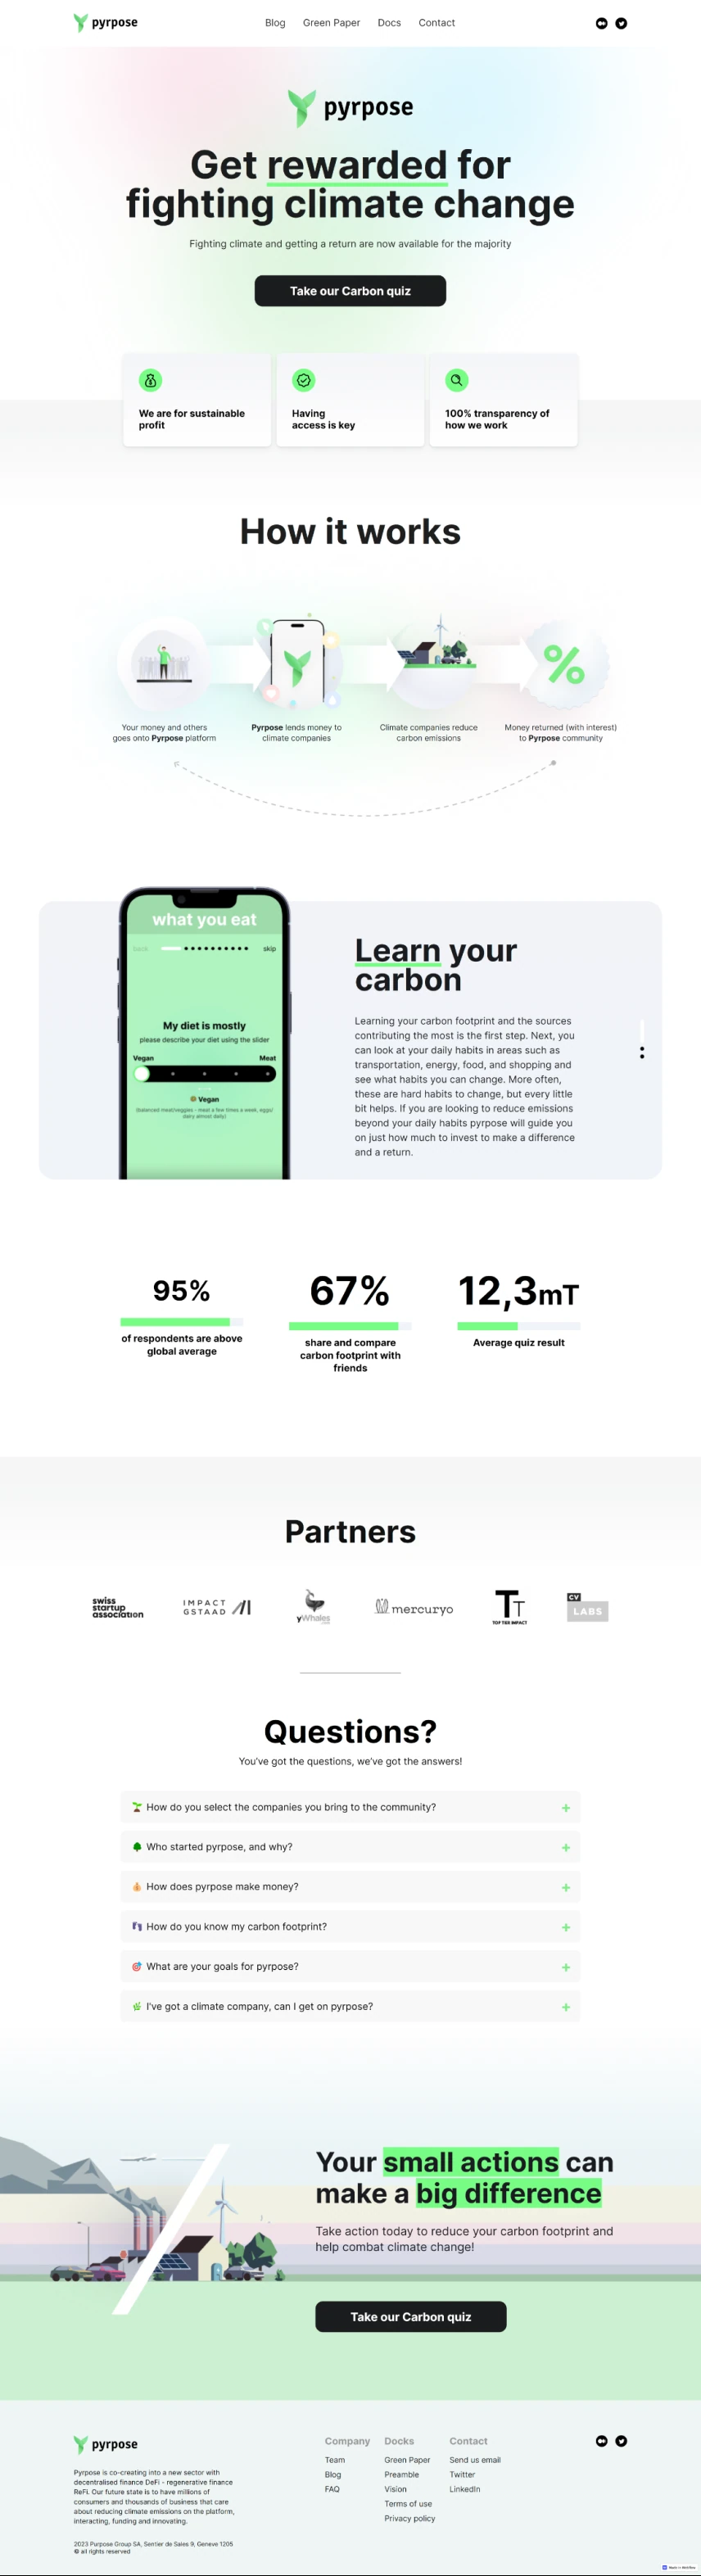 pyrpose
Blog Green Paper Docs Contact
pyrpose
Get rewarded for
fighting climate change
Fighting climate and getting a return are now available for the majority
Take our Carbon quiz
We are for sustainable
profit
Having
access is key
100% transparency of
how we work
How it works
Your money and others
goes onto Pyrpose platform
Pyrpose lends money to
climate companies
Climate companies reduce
carbon emissions
%
Money returned (with interest)
to Pyrpose community
what you eat
back
skip
My diet is mostly
please describe your diet using the slider
Vegan Meat
Vegan
(balanced meat/veggies - meat a few times a week, eggs/
dairy almost daily)
Learn your
carbon
Learning your carbon footprint and the sources
contributing the most is the first step. Next, you
can look at your daily habits in areas such as
transportation, energy, food, and shopping and
see what habits you can change. More often,
these are hard habits to change, but every little
bit helps. If you are looking to reduce emissions
beyond your daily habits pyrpose will guide you
on just how much to invest to make a difference
and a return.
95%
of respondents are above
global average
67%
share and compare
carbon footprint with
friends
12,3mT
Average quiz result
Partners
swiss
startup
association
IMPACT
GSTAAD
yWhales
mercuryo
TT
TOP TIER IMPACT
CV
LABS
Questions?
You've got the questions, we've got the answers!
How do you select the companies you bring to the community? +
Who started pyrpose, and why? +
How does pyrpose make money? +
How do you know my carbon footprint? +
What are your goals for pyrpose? +
I've got a climate company, can I get on pyrpose? +
Your small actions can
make a big difference
Take action today to reduce your carbon footprint and
help combat climate change!
Take our Carbon quiz
pyrpose
Pyrpose is co-creating into a new sector with
decentralised finance DeFi - regenerative finance
ReFi. Our future state is to have millions of
consumers and thousands of business that care
about reducing climate emissions on the platform,
interacting, funding and innovating.
2023 Purpose Group SA, Sentier de Sales 9, Geneve 1205
© all rights reserved
Company
Team
Blog
FAQ
Docks
Green Paper
Preamble
Vision
Terms of use
Privacy policy
Contact
Send us email
Twitter
LinkedIn
Made in Webflow